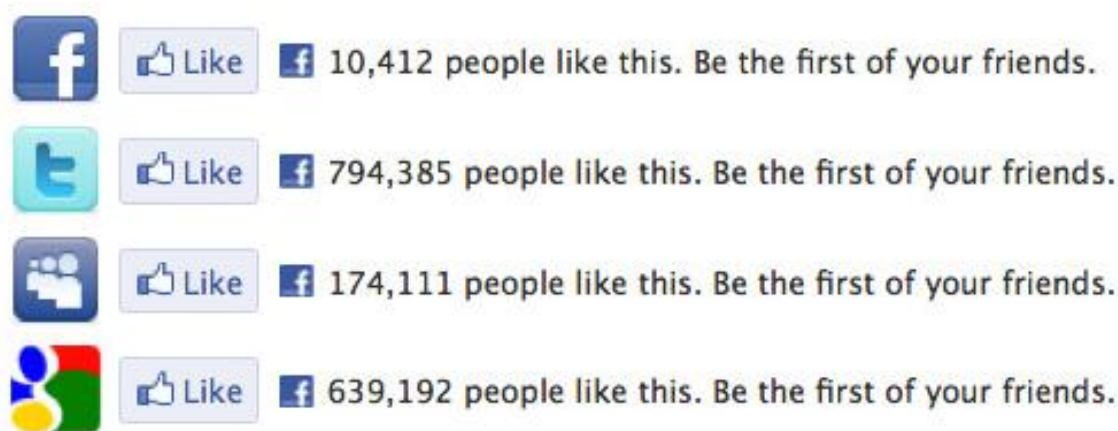 f Like f 10,412 people like this. Be the first of your friends.
t Like f 794,385 people like this. Be the first of your friends.
Like f 174,111 people like this. Be the first of your friends.
Like f 639,192 people like this. Be the first of your friends.